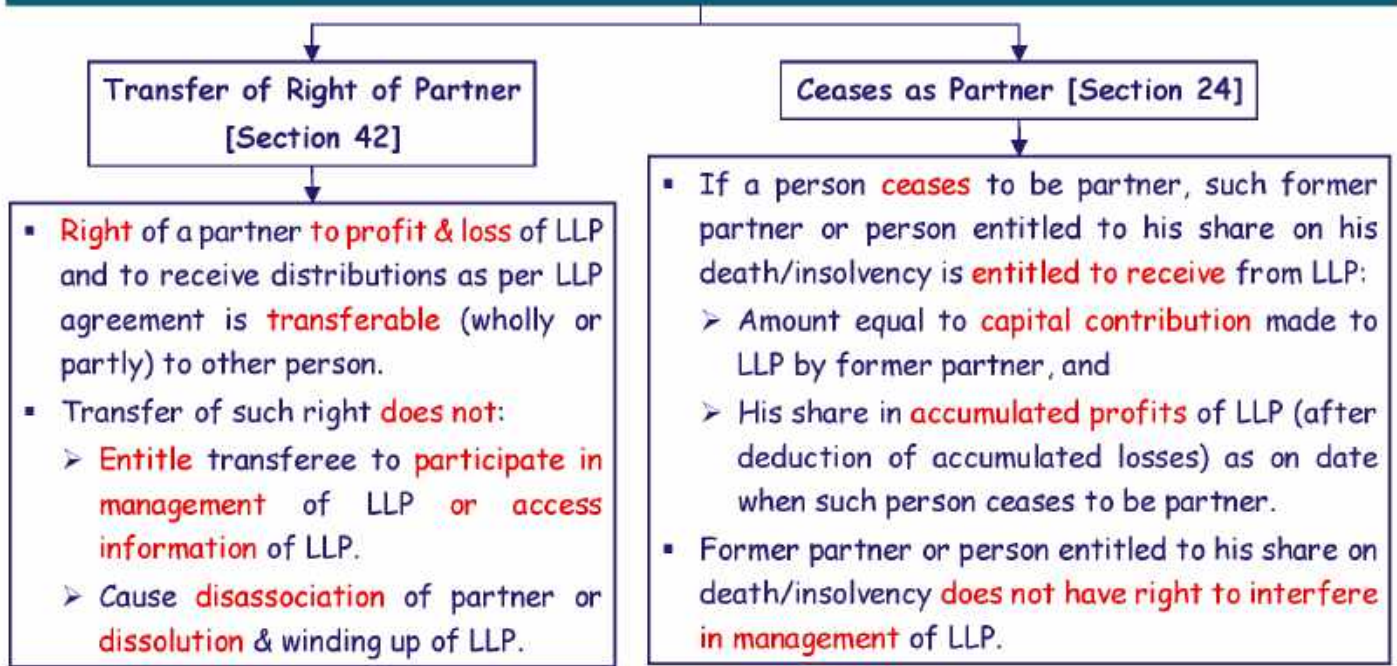 Transfer of Right of Partner
[Section 42]
▪ Right of a partner to profit & loss of LLP
and to receive distributions as per LLP
agreement is transferable (wholly or
partly) to other person.
▪ Transfer of such right does not:
➢ Entitle transferee to participate in
management of LLP or access
information of LLP.
➢ Cause disassociation of partner or
dissolution & winding up of LLP.
Ceases as Partner [Section 24]
▪ If a person ceases to be partner, such former
partner or person entitled to his share on his
death/insolvency is entitled to receive from LLP:
➢ Amount equal to capital contribution made to
LLP by former partner, and
➢ His share in accumulated profits of LLP (after
deduction of accumulated losses) as on date
when such person ceases to be partner.
▪ Former partner or person entitled to his share on
death/insolvency does not have right to interfere
in management of LLP.